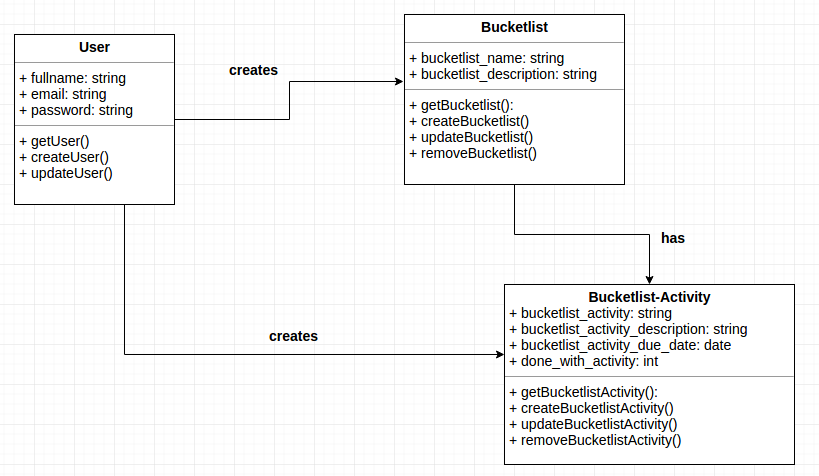 User
+ fullname: string
+ email: string
+ password: string
+ getUser()
+ createUser()
+ updateUser()
creates
Bucketlist
+ bucketlist_name: string
+ bucketlist_description: string
+ getBucketlist():
+ createBucketlist()
+ updateBucketlist()
+ removeBucketlist()
has
creates
Bucketlist-Activity
+ bucketlist_activity: string
+ bucketlist_activity_description: string
+ bucketlist_activity_due_date: date
+ done_with_activity: int
+ getBucketlistActivity():
+ createBucketlistActivity()
+ updateBucketlistActivity()
+ removeBucketlistActivity()